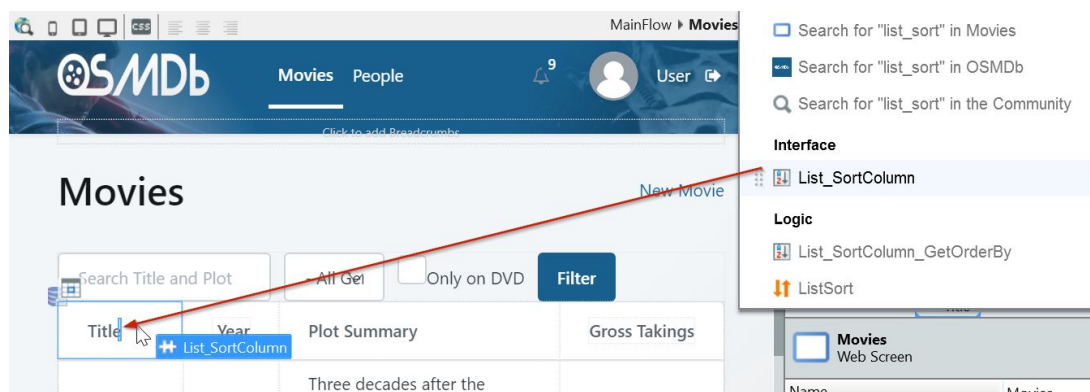 css
MainFlow Movies
OSMDb
Movies People
9
User
Click to add Breadcrumbs
Movies
New Movie
Search Title and Plot
- All Ge
Only on DVD
Filter
Title
Year
Plot Summary
Gross Takings
List_SortColumn
Three decades after the
Search for "list_sort" in Movies
Search for "list_sort" in OSMDb
Search for "list_sort" in the Community
Interface
List_SortColumn
Logic
List_SortColumn_GetOrderBy
ListSort
Movies
Web Screen
Name
Movies